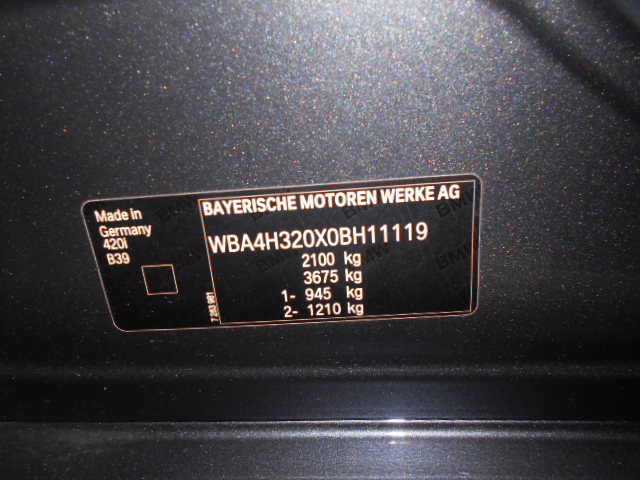 Made in
Germany
420I
B39
BAYERISCHE MOTOREN WERKE AG
WBA4H320X0BH11119
2100 kg
3675 kg
1- 945 kg
2- 1210 kg
BMW